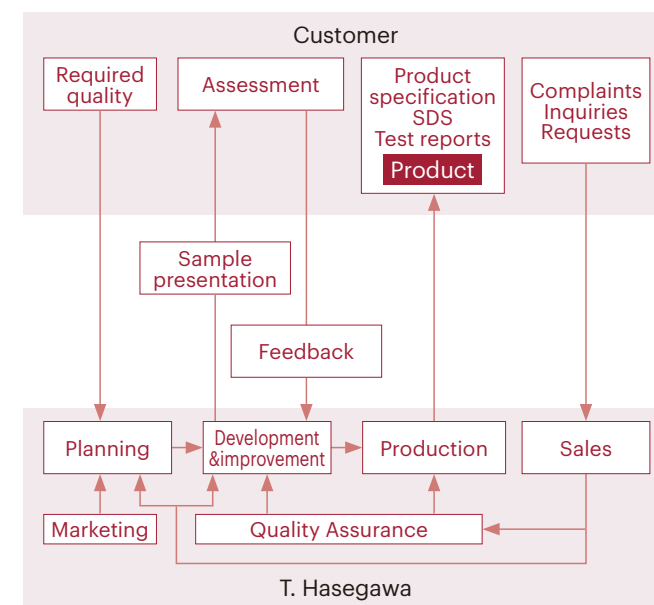 Customer
Required
quality
Assessment
Product
specification
SDS
Test reports
Product
Complaints
Inquiries
Requests
Sample
presentation
Feedback
Planning
Development
&improvement
Production
Sales
Marketing
Quality Assurance
T. Hasegawa